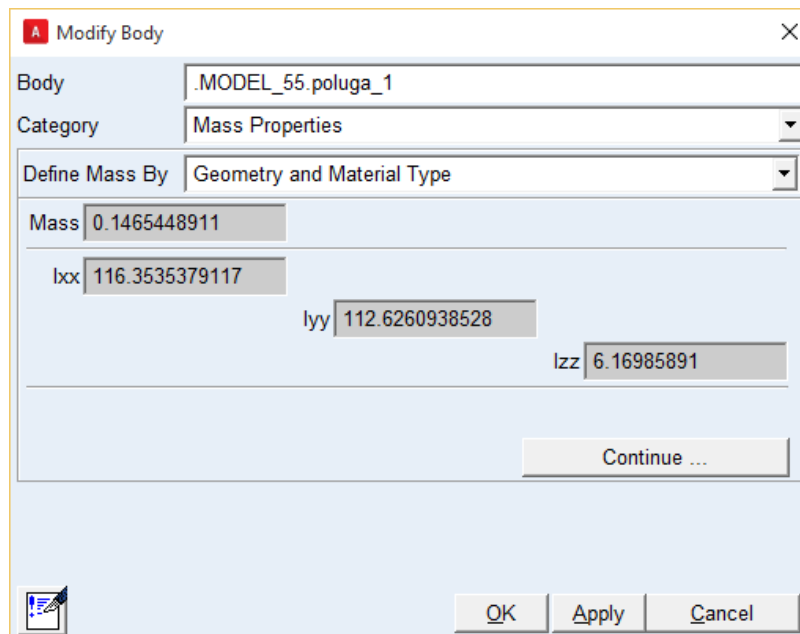 A Modify Body
Body .MODEL_55.poluga_1
Category Mass Properties
Define Mass By Geometry and Material Type
Mass 0.1465448911
Ixx 116.3535379117
Iyy 112.6260938528
Izz 6.16985891
Continue ...
OK Apply Cancel